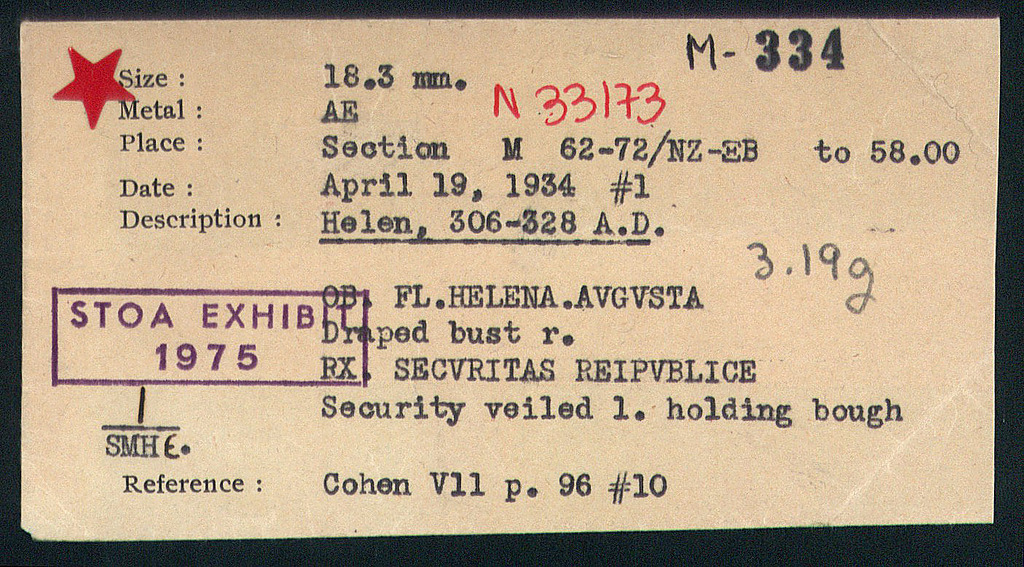 M-334
Size : 18.3 mm.
Metal : AE N 33173
Place : Section M 62-72/NZ-EB to 58.00
Date : April 19, 1934 #1
Description : Helen, 306-328 A.D.
3.19g
OB. FL.HELENA.AVGVSTA
STOA EXHIBIT
1975
Draped bust r.
RX. SECVRITAS REIPVBLICE
Security veiled l. holding bough
|
SMHЄ.
Reference : Cohen V11 p. 96 #10